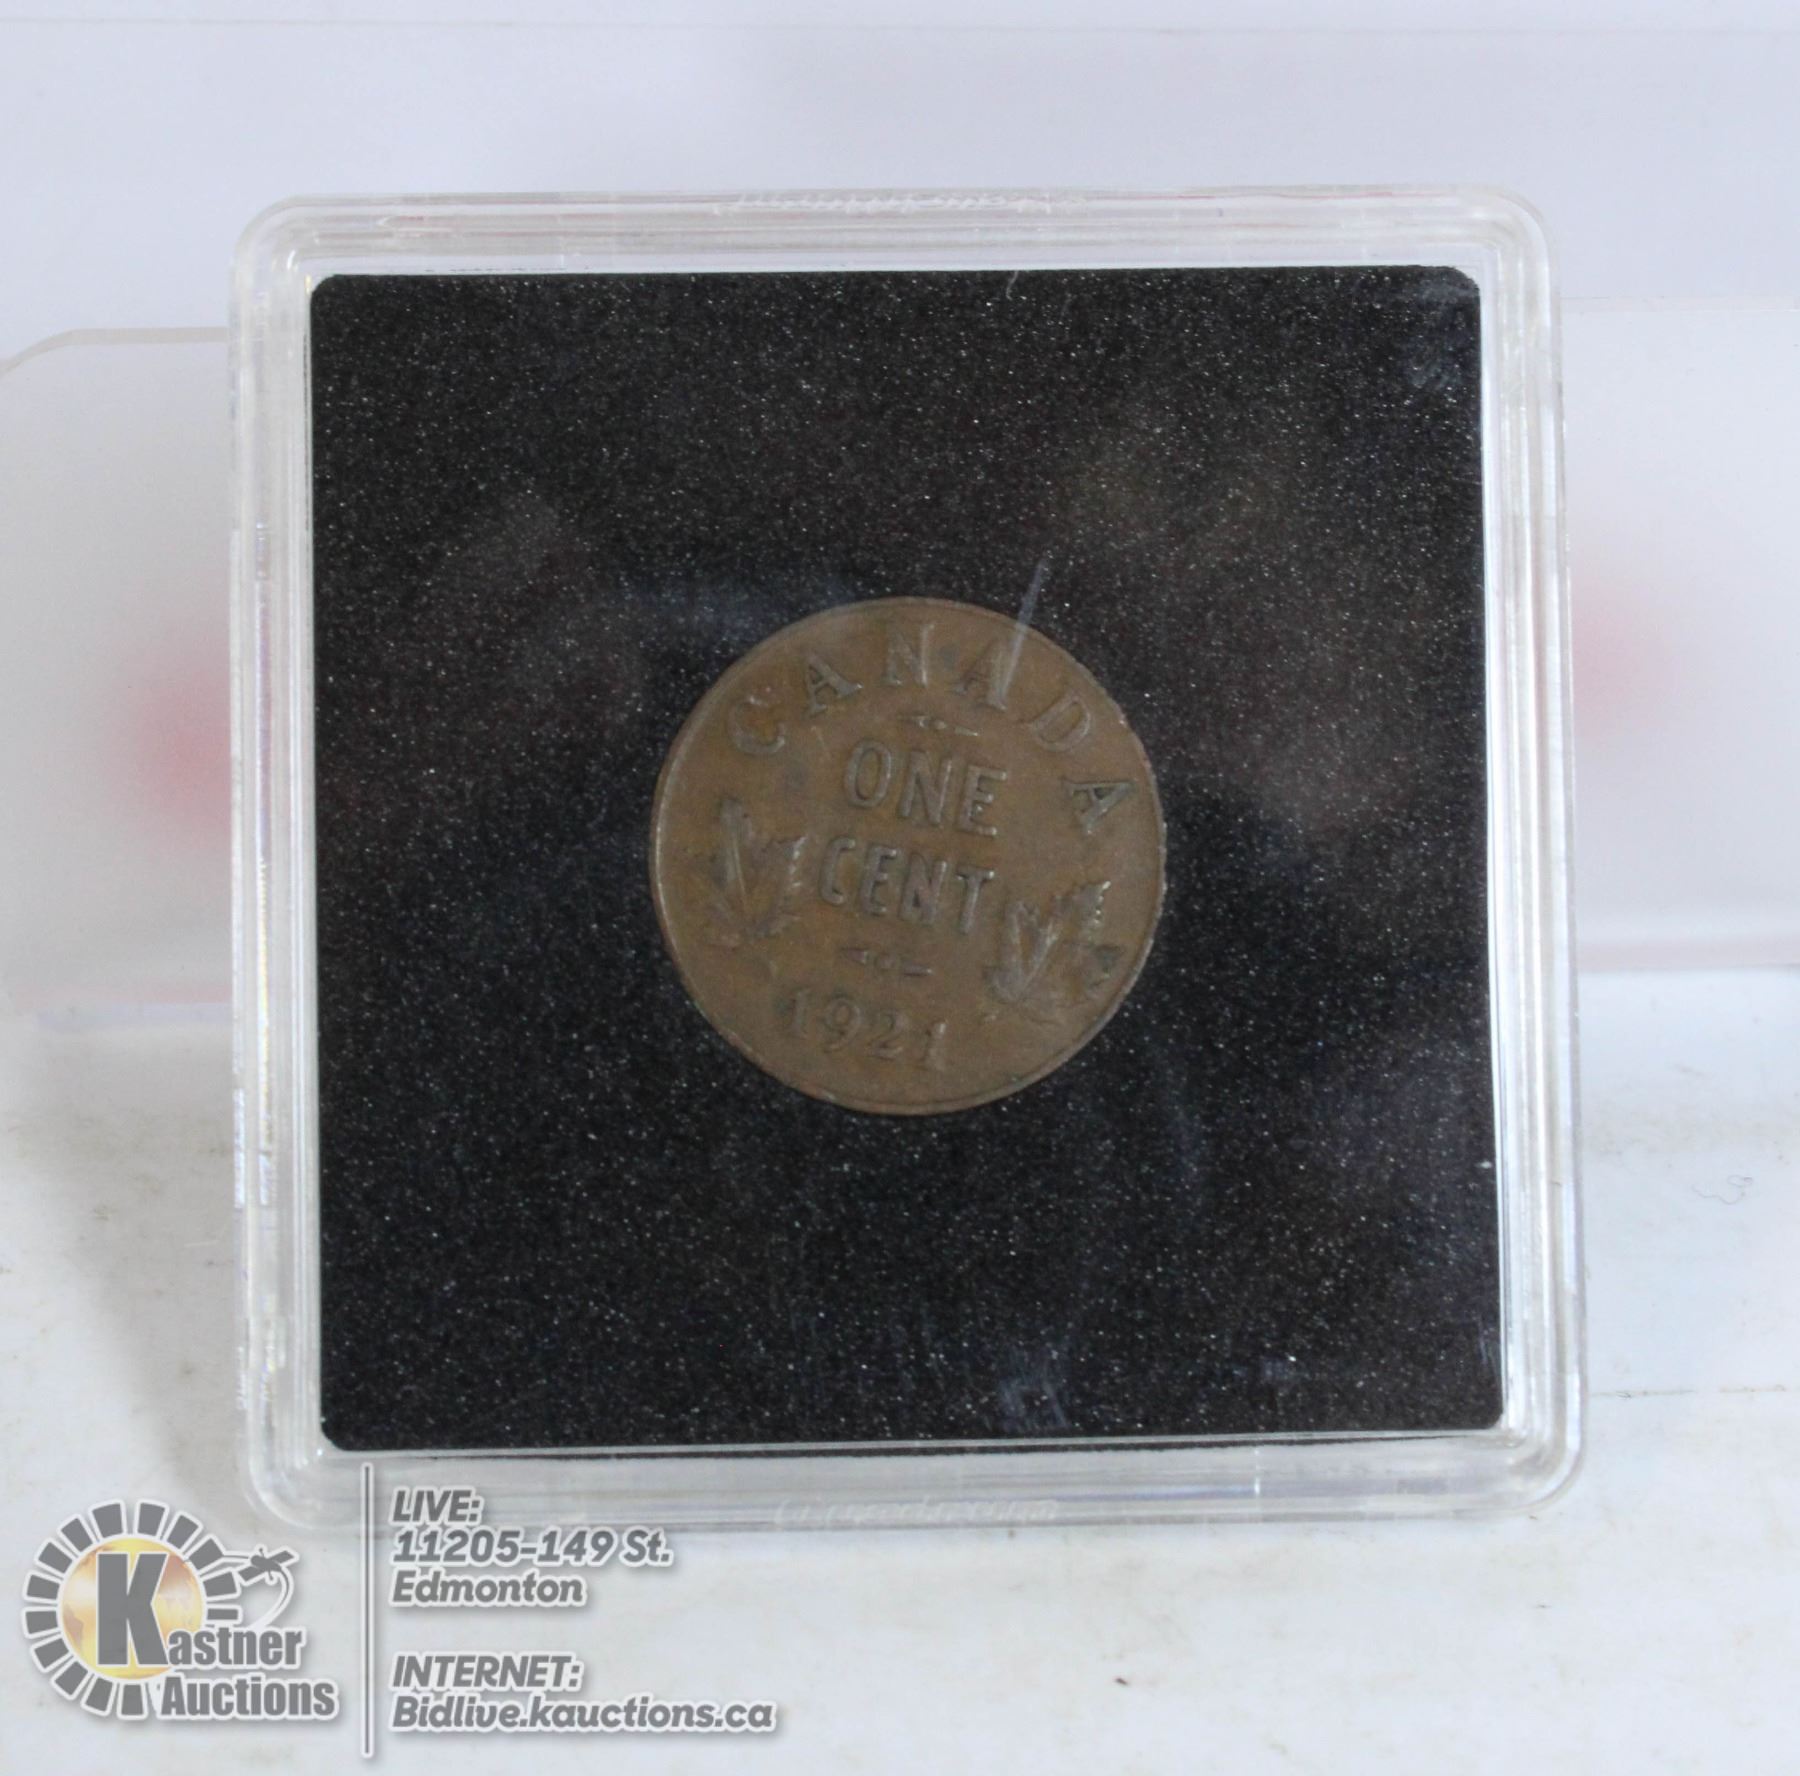 CANADA
ONE
CENT
1921
Kastner
Auctions
LIVE:
11205-149 St.
Edmonton
INTERNET:
Bidlive.kauctions.ca